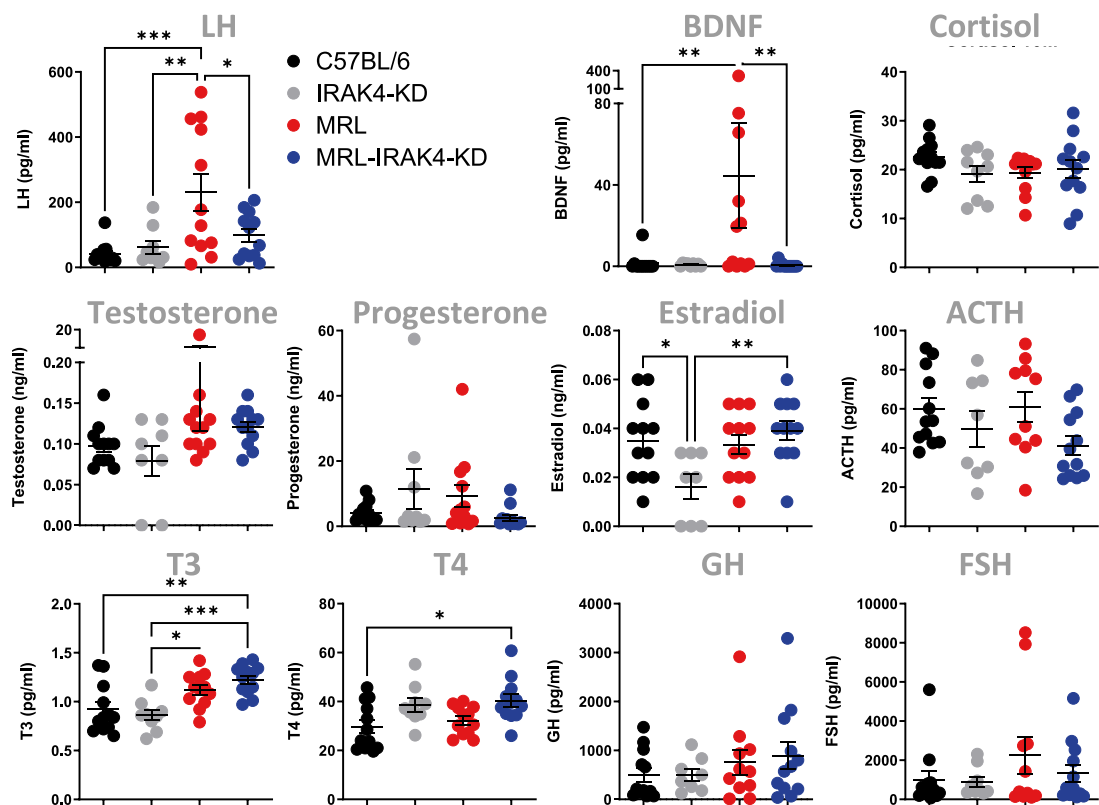 LH
BDNF
Cortisol
C57BL/6
IRAK4-KD
MRL
MRL-IRAK4-KD
***
**
*
LH (pg/ml)
600
400
200
0
**
**
BDNF (pg/ml)
400
100
80
40
0
Cortisol (pg/ml)
40
30
20
10
0
Testosterone
Progesterone
Estradiol
ACTH
Testosterone (ng/ml)
20
10
0.20
0.15
0.10
0.05
0.00
Progesterone (ng/ml)
60
40
20
0
*
**
Estradiol (ng/ml)
0.08
0.06
0.04
0.02
0.00
ACTH (pg/ml)
100
80
60
40
20
0
T3
T4
GH
FSH
**
***
*
T3 (pg/ml)
2.0
1.5
1.0
0.5
0.0
*
T4 (pg/ml)
60
40
20
0
80
GH (pg/ml)
4000
3000
2000
1000
500
0
FSH (pg/ml)
10000
8000
6000
4000
2000
0